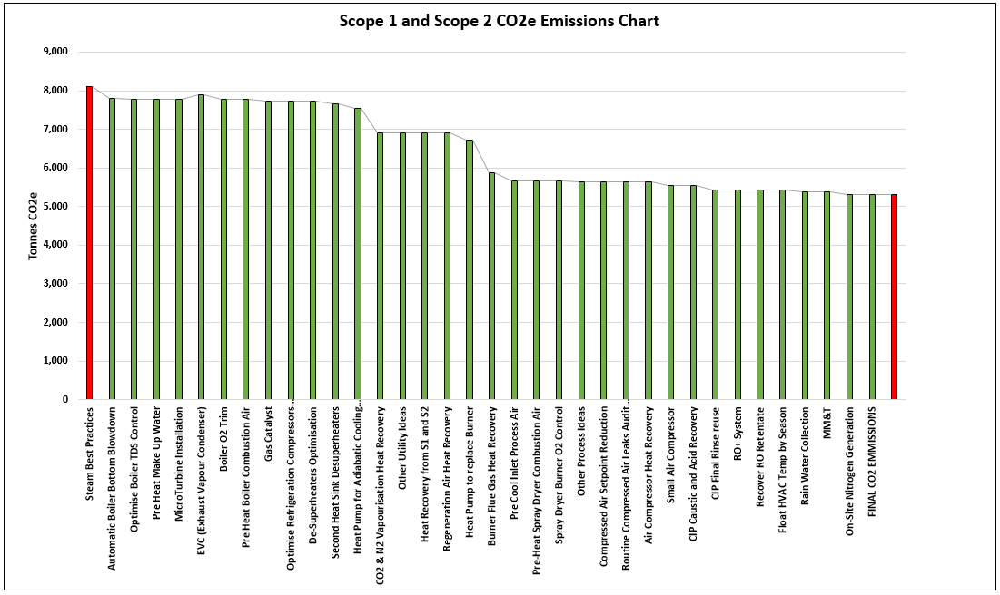 Scope 1 and Scope 2 CO2e Emissions Chart
9,000
8,000
7,000
6,000
5,000
4,000
3,000
2,000
1,000
0
Tonnes CO2e
Steam Best Practices
Automatic Boiler Bottom Blowdown
Optimise Boiler TDS Control
Pre Heat Make Up Water
MicroTurbine Installation
EVC (Exhaust Vapour Condenser)
Boiler O2 Trim
Pre Heat Boiler Combustion Air
Gas Catalyst
Optimise Refrigeration Compressors...
De-Superheaters Optimisation
Second Heat Sink Desuperheaters
Heat Pump for Adiabatic Cooling...
CO2 & N2 Vapourisation Heat Recovery
Other Utility Ideas
Heat Recovery from S1 and S2
Regeneration Air Heat Recovery
Heat Pump to replace Burner
Burner Flue Gas Heat Recovery
Pre Cool Inlet Process Air
Pre-Heat Spray Dryer Combustion Air
Spray Dryer Burner O2 Control
Other Process Ideas
Compressed Air Setpoint Reduction
Routine Compressed Air Leaks Audit...
Air Compressor Heat Recovery
Small Air Compressor
CIP Caustic and Acid Recovery
CIP Final Rinse reuse
RO+ System
Recover RO Retentate
Float HVAC Temp by Season
Rain Water Collection
MM&T
On-Site Nitrogen Generation
FINAL CO2 EMMISSIONS